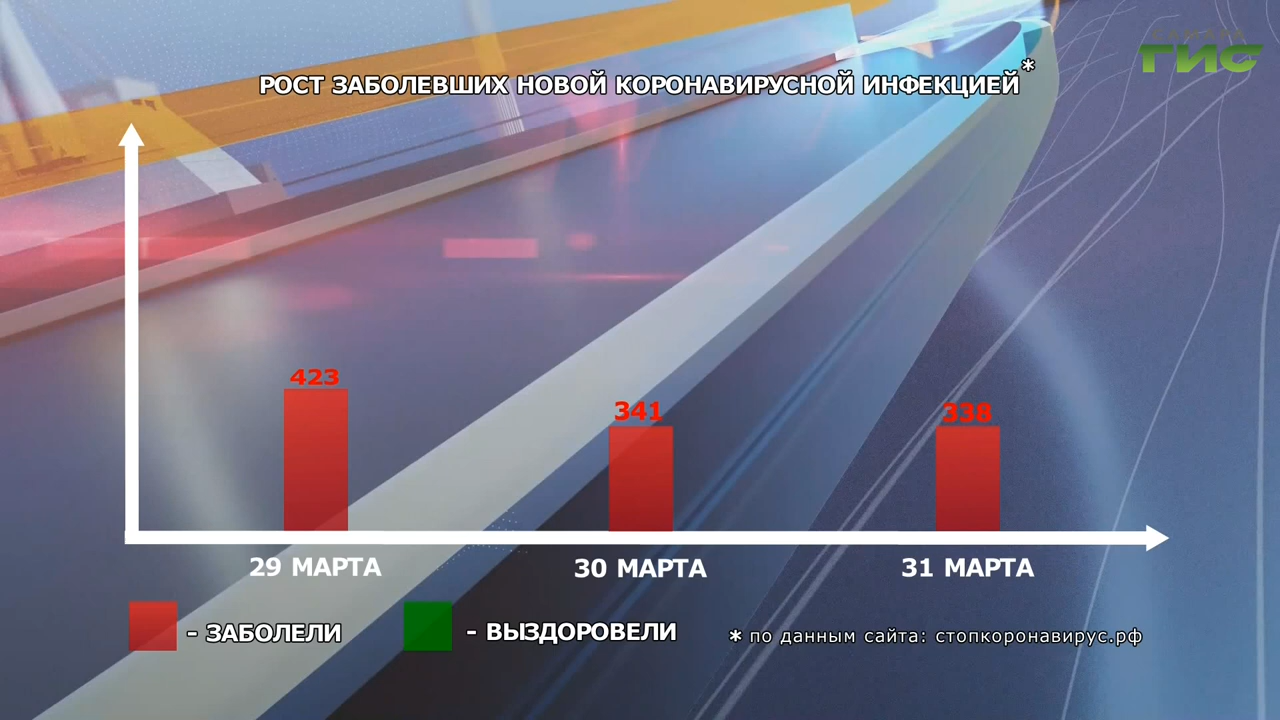 САМАРА
ГИС
РОСТ ЗАБОЛЕВШИХ НОВОЙ КОРОНАВИРУСНОЙ ИНФЕКЦИЕЙ*
423
341
338
29 МАРТА
30 МАРТА
31 МАРТА
- ЗАБОЛЕЛИ
- ВЫЗДОРОВЕЛИ
* по данным сайта: стопкоронавирус.рф